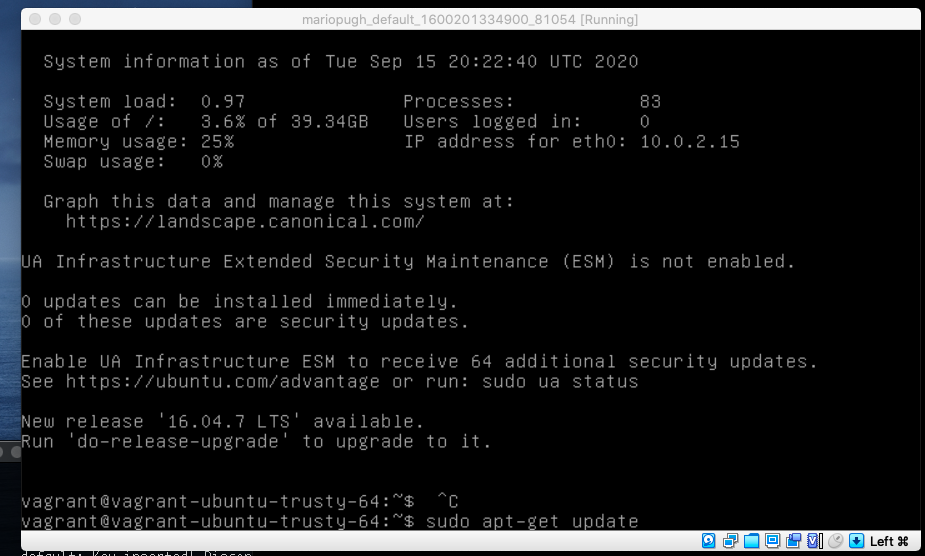 mariopugh_default_1600201334900_81054 [Running]
System information as of Tue Sep 15 20:22:40 UTC 2020
System load:  0.97                Processes:           83
Usage of /:   3.6% of 39.34GB   Users logged in:     0
Memory usage: 25%                 IP address for eth0: 10.0.2.15
Swap usage:   0%
Graph this data and manage this system at:
https://landscape.canonical.com/
UA Infrastructure Extended Security Maintenance (ESM) is not enabled.
0 updates can be installed immediately.
0 of these updates are security updates.
Enable UA Infrastructure ESM to receive 64 additional security updates.
See https://ubuntu.com/advantage or run: sudo ua status
New release '16.04.7 LTS' available.
Run 'do-release-upgrade' to upgrade to it.
vagrant@vagrant-ubuntu-trusty-64:~$  ^C
vagrant@vagrant-ubuntu-trusty-64:~$ sudo apt-get update
Left ⌘
default: Key inserted!